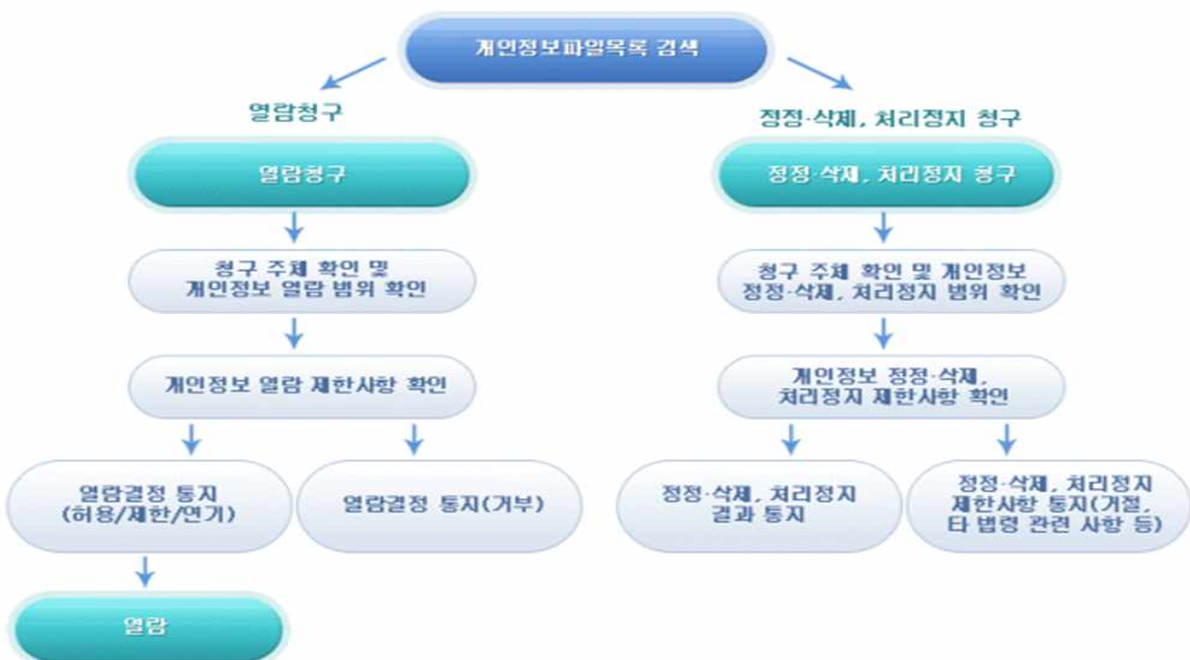 개인정보파일목록 검색
열람청구
정정·삭제, 처리정지 청구
열람청구
정정·삭제, 처리정지 청구
청구 주체 확인 및
개인정보 열람 범위 확인
청구 주체 확인 및 개인정보
정정·삭제, 처리정지 범위 확인
개인정보 열람 제한사항 확인
개인정보 정정·삭제,
처리정지 제한사항 확인
열람결정 통지
(허용/제한/연기)
열람결정 통지(거부)
정정·삭제, 처리정지
결과 통지
정정·삭제, 처리정지
제한사항 통지(거절,
타 법령 관련 사항 등)
열람